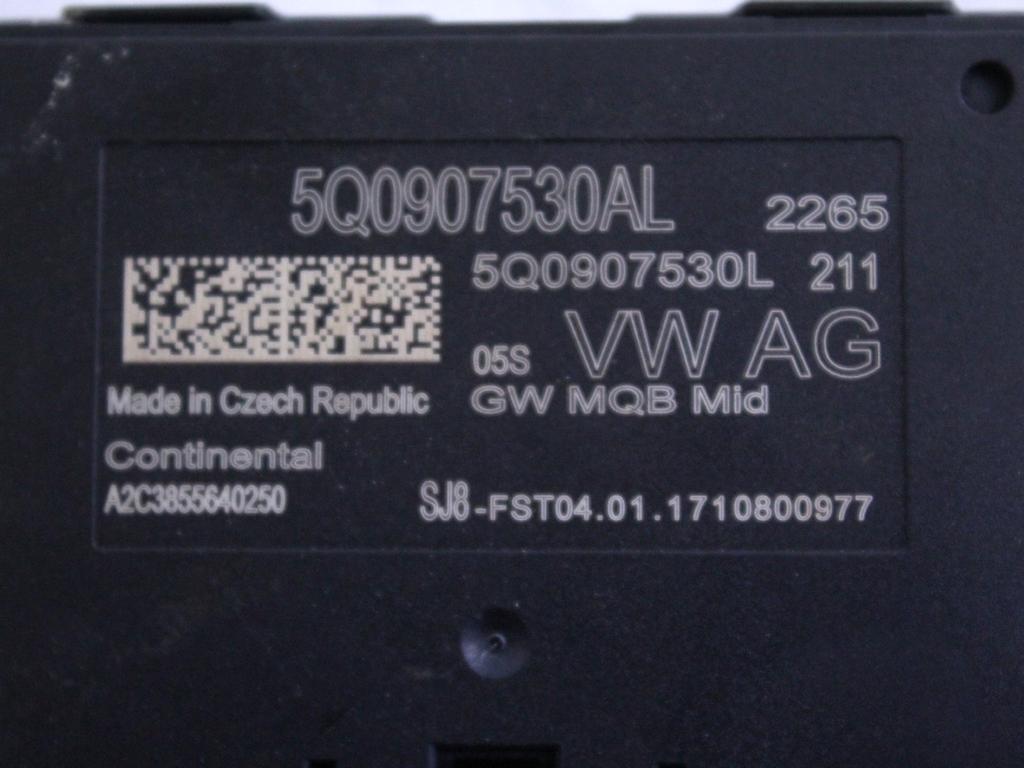 5Q0907530AL 2265
5Q0907530L 211
05S VW AG
Made in Czech Republic GW MQB Mid
Continental
A2C3855640250 SJ8-FST04.01.1710800977